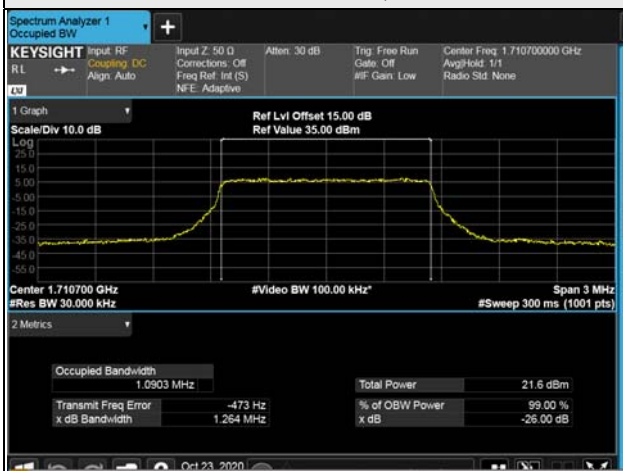 Spectrum Analyzer 1
Occupied BW
KEYSIGHT Input: RF Input Z: 50 Ω Atten: 30 dB Trig: Free Run Center Freq: 1.710700000 GHz
RL Coupling: DC Corrections: Off Gate: Off Avg|Hold: 1/1
Align: Auto Freq Ref: Int (S) #IF Gain: Low Radio Std: None
LXI NFE: Adaptive
1 Graph
Ref Lvl Offset 15.00 dB
Scale/Div 10.0 dB Ref Value 35.00 dBm
Log
25.0
15.0
5.00
-5.00
-15.0
-25.0
-35.0
-45.0
-55.0
Center 1.710700 GHz #Video BW 100.00 kHz* Span 3 MHz
#Res BW 30.000 kHz #Sweep 300 ms (1001 pts)
2 Metrics
Occupied Bandwidth
1.0903 MHz Total Power 21.6 dBm
Transmit Freq Error -473 Hz % of OBW Power 99.00 %
x dB Bandwidth 1.264 MHz x dB -26.00 dB
Oct 23, 2020